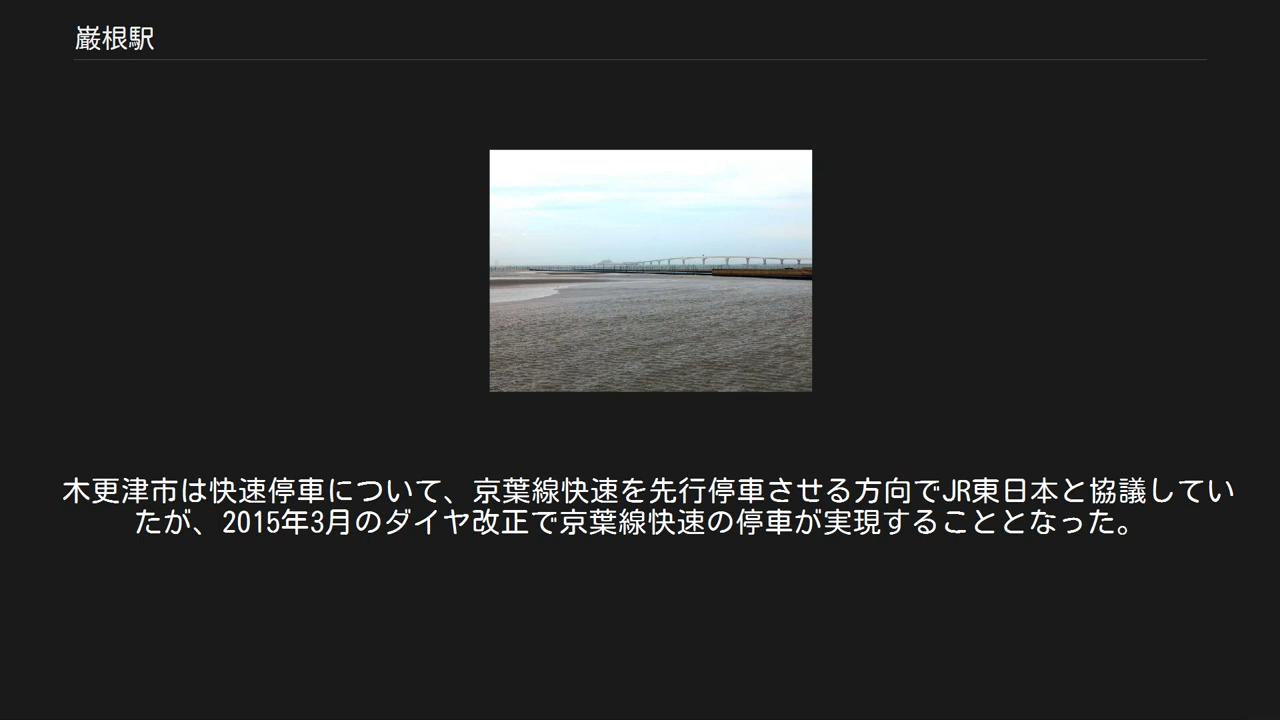 巌根駅
木更津市は快速停車について、京葉線快速を先行停車させる方向でJR東日本と協議してい
たが、2015年3月のダイヤ改正で京葉線快速の停車が実現することとなった。